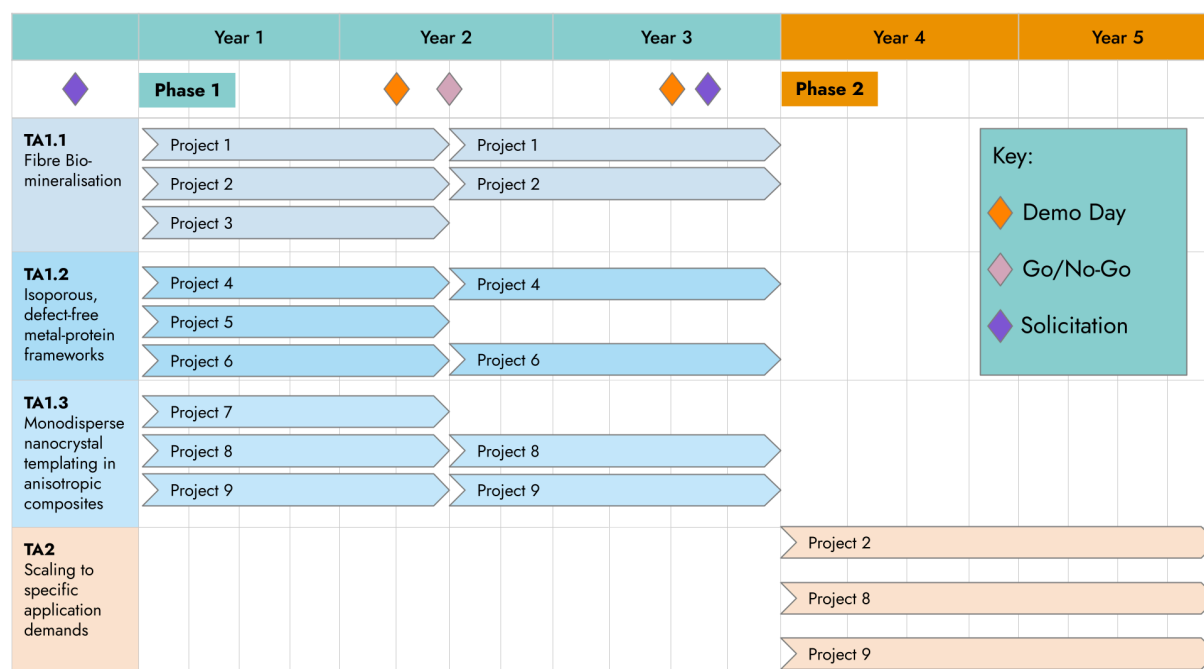 Year 1
Year 2
Year 3
Year 4
Year 5
Phase 1
Phase 2
TA1.1
Fibre Bio-
mineralisation
Project 1
Project 1
Project 2
Project 2
Project 3
Key:
Demo Day
Go/No-Go
Solicitation
TA1.2
Isoporous,
defect-free
metal-protein
frameworks
Project 4
Project 4
Project 5
Project 6
Project 6
TA1.3
Monodisperse
nanocrystal
templating in
anisotropic
composites
Project 7
Project 8
Project 8
Project 9
Project 9
TA2
Scaling to
specific
application
demands
Project 2
Project 8
Project 9